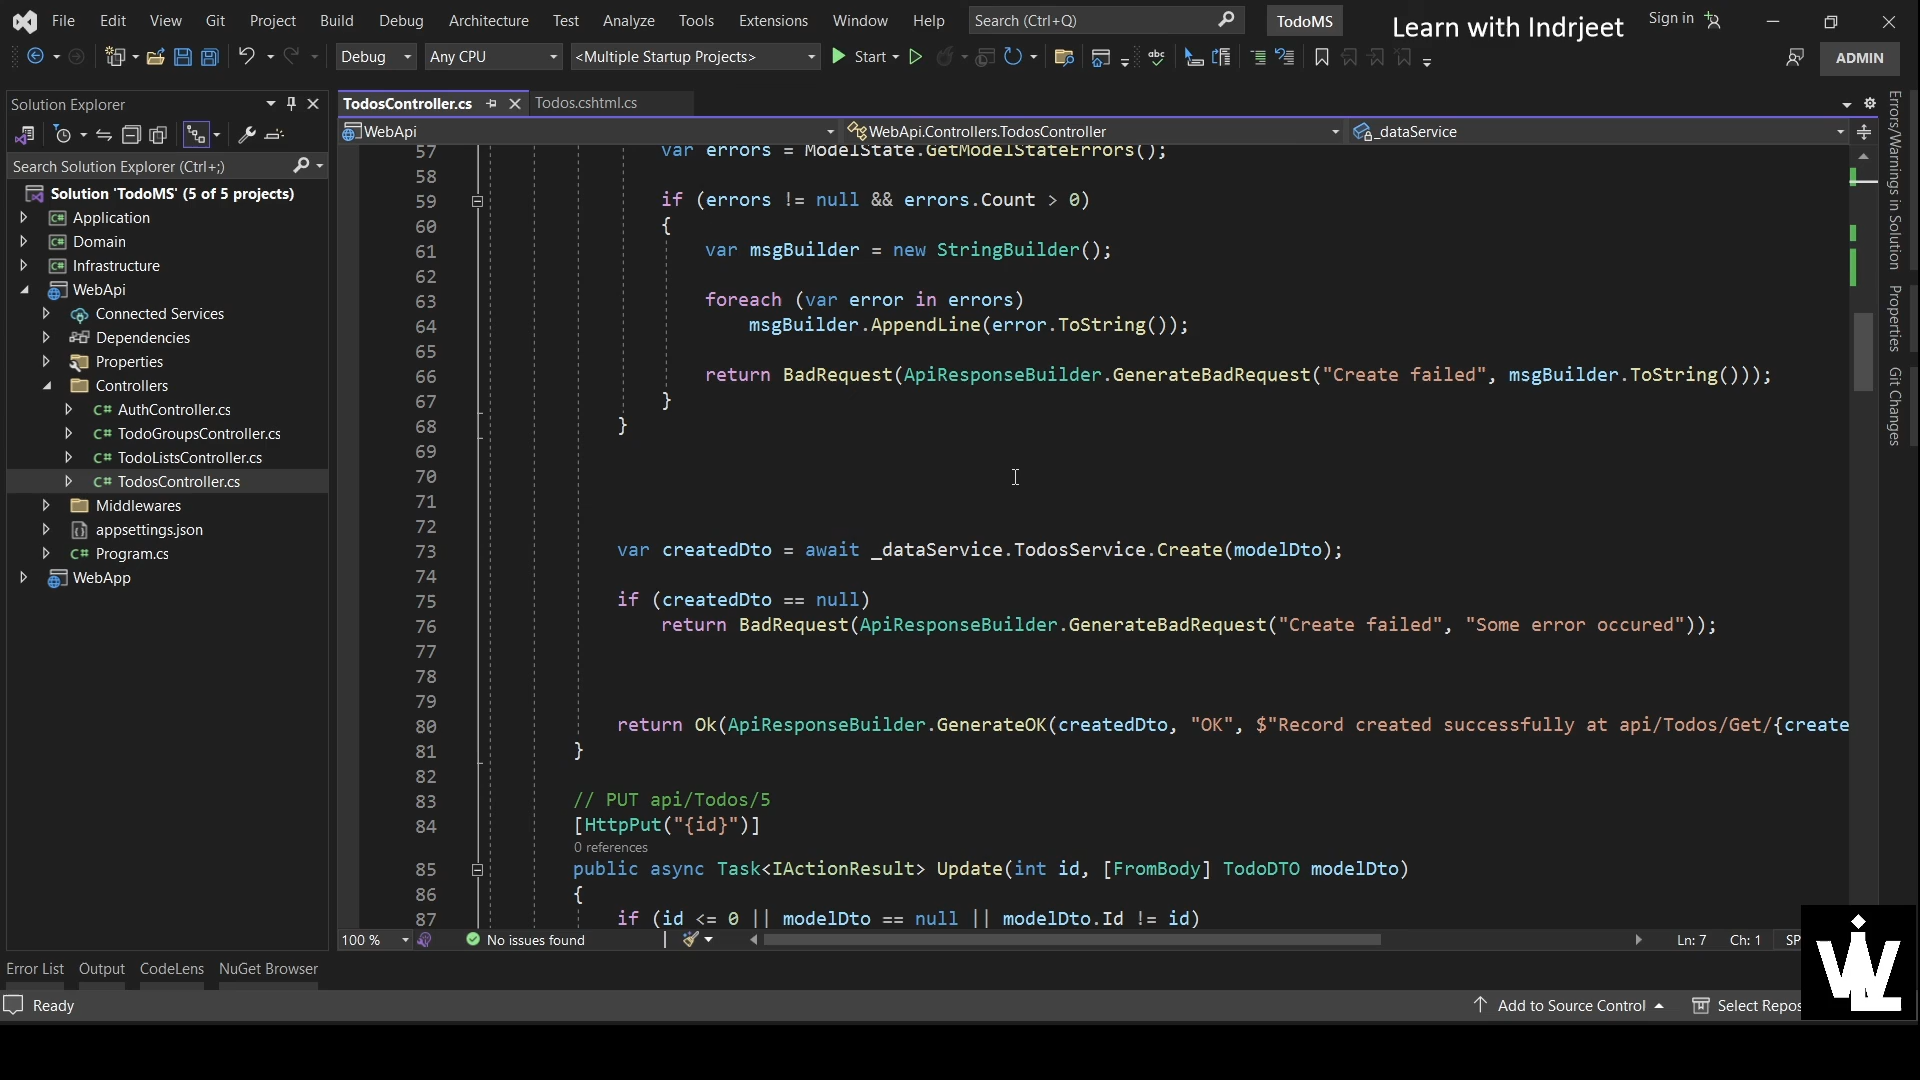 File Edit View Git Project Build Debug Architecture Test Analyze Tools Extensions Window Help Search (Ctrl+Q) TodoMS Learn with Indrjeet Sign in
Debug Any CPU <Multiple Startup Projects> Start ADMIN
Solution Explorer
Search Solution Explorer (Ctrl+;)
Solution 'TodoMS' (5 of 5 projects)
Application
Domain
Infrastructure
WebApi
Connected Services
Dependencies
Properties
Controllers
C# AuthController.cs
C# TodoGroupsController.cs
C# TodoListsController.cs
C# TodosController.cs
Middlewares
appsettings.json
C# Program.cs
WebApp
TodosController.cs Todos.cshtml.cs
WebApi WebApi.Controllers.TodosController _dataService
57 var errors = ModelState.GetModelStateErrors();
58
59 if (errors != null && errors.Count > 0)
60 {
61 var msgBuilder = new StringBuilder();
62
63 foreach (var error in errors)
64 msgBuilder.AppendLine(error.ToString());
65
66 return BadRequest(ApiResponseBuilder.GenerateBadRequest("Create failed", msgBuilder.ToString()));
67 }
68 }
69
70
71
72
73 var createdDto = await _dataService.TodosService.Create(modelDto);
74
75 if (createdDto == null)
76 return BadRequest(ApiResponseBuilder.GenerateBadRequest("Create failed", "Some error occured"));
77
78
79
80 return Ok(ApiResponseBuilder.GenerateOK(createdDto, "OK", $"Record created successfully at api/Todos/Get/{create
81 }
82
83 // PUT api/Todos/5
84 [HttpPut("{id}")]
0 references
85 public async Task<IActionResult> Update(int id, [FromBody] TodoDTO modelDto)
86 {
87 if (id <= 0 || modelDto == null || modelDto.Id != id)
100 % No issues found Ln: 7 Ch: 1 SP
Errors/Warnings in Solution
Properties
Git Changes
Error List Output CodeLens NuGet Browser
Ready Add to Source Control Select Repos